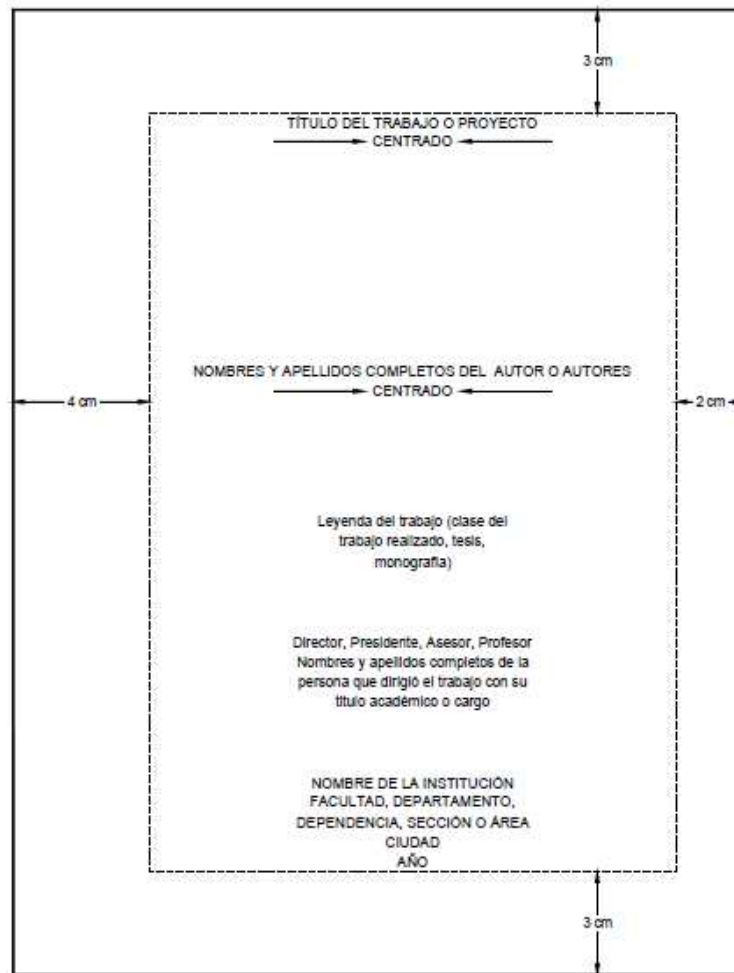 3 cm
TÍTULO DEL TRABAJO O PROYECTO
CENTRADO
NOMBRES Y APELLIDOS COMPLETOS DEL AUTOR O AUTORES
CENTRADO
4 cm
2 cm
Leyenda del trabajo (clase del
trabajo realizado, tesis,
monografía)
Director, Presidente, Asesor, Profesor
Nombres y apellidos completos de la
persona que dirigió el trabajo con su
título académico o cargo
NOMBRE DE LA INSTITUCIÓN
FACULTAD, DEPARTAMENTO,
DEPENDENCIA, SECCIÓN O ÁREA
CIUDAD
AÑO
3 cm